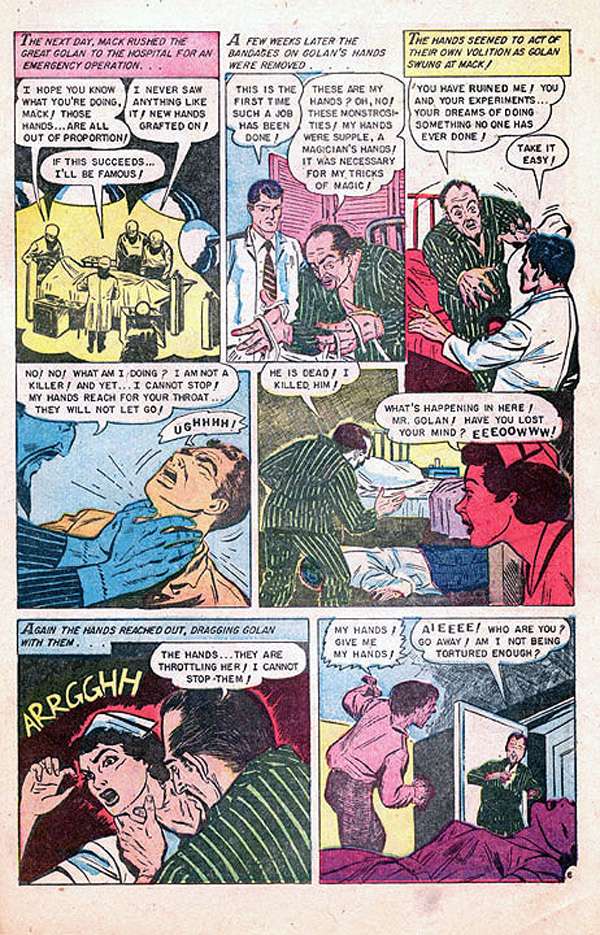 THE NEXT DAY, MACK RUSHED THE
GREAT GOLAN TO THE HOSPITAL FOR AN
EMERGENCY OPERATION. . .
I HOPE YOU KNOW
WHAT YOU'RE DOING,
MACK! THOSE
HANDS... ARE ALL
OUT OF PROPORTION!
I NEVER SAW
ANYTHING LIKE
IT! NEW HANDS
GRAFTED ON!
IF THIS SUCCEEDS...
I'LL BE FAMOUS!
A FEW WEEKS LATER THE
BANDAGES ON GOLAN'S HANDS
WERE REMOVED . . . .
THIS IS THE
FIRST TIME
SUCH A JOB
HAS BEEN
DONE!
THESE ARE MY
HANDS? OH, NO!
THESE MONSTROSI-
TIES! MY HANDS
WERE SUPPLE, A
MAGICIAN'S HANDS!
IT WAS NECESSARY
FOR MY TRICKS
OF MAGIC!
THE HANDS SEEMED TO ACT OF
THEIR OWN VOLITION AS GOLAN
SWUNG AT MACK!
YOU HAVE RUINED ME! YOU
AND YOUR EXPERIMENTS...
YOUR DREAMS OF DOING
SOMETHING NO ONE HAS
EVER DONE!
TAKE IT
EASY!
NO! NO! WHAT AM I DOING? I AM NOT A
KILLER! AND YET... I CANNOT STOP!
MY HANDS REACH FOR YOUR THROAT...
THEY WILL NOT LET GO!
UGHHHH!
HE IS DEAD! I
KILLED HIM!
WHAT'S HAPPENING IN HERE!
MR. GOLAN! HAVE YOU LOST
YOUR MIND? EEEOOWWW!
AGAIN THE HANDS REACHED OUT, DRAGGING GOLAN
WITH THEM . . . .
THE HANDS...THEY ARE
THROTTLING HER! I CANNOT
STOP-THEM!
ARRGGHH
MY HANDS!
GIVE ME
MY HANDS!
AIEEEE! WHO ARE YOU?
GO AWAY! AM I NOT BEING
TORTURED ENOUGH?
6